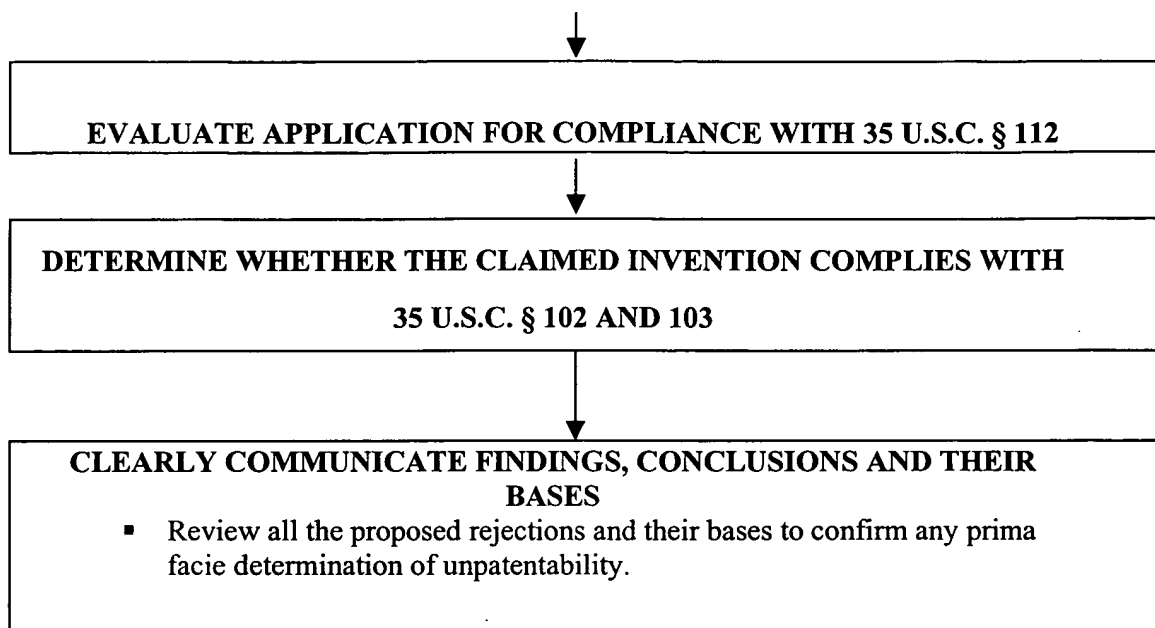 EVALUATE APPLICATION FOR COMPLIANCE WITH 35 U.S.C. § 112
DETERMINE WHETHER THE CLAIMED INVENTION COMPLIES WITH
35 U.S.C. § 102 AND 103
CLEARLY COMMUNICATE FINDINGS, CONCLUSIONS AND THEIR
BASES
▪ Review all the proposed rejections and their bases to confirm any prima
facie determination of unpatentability.